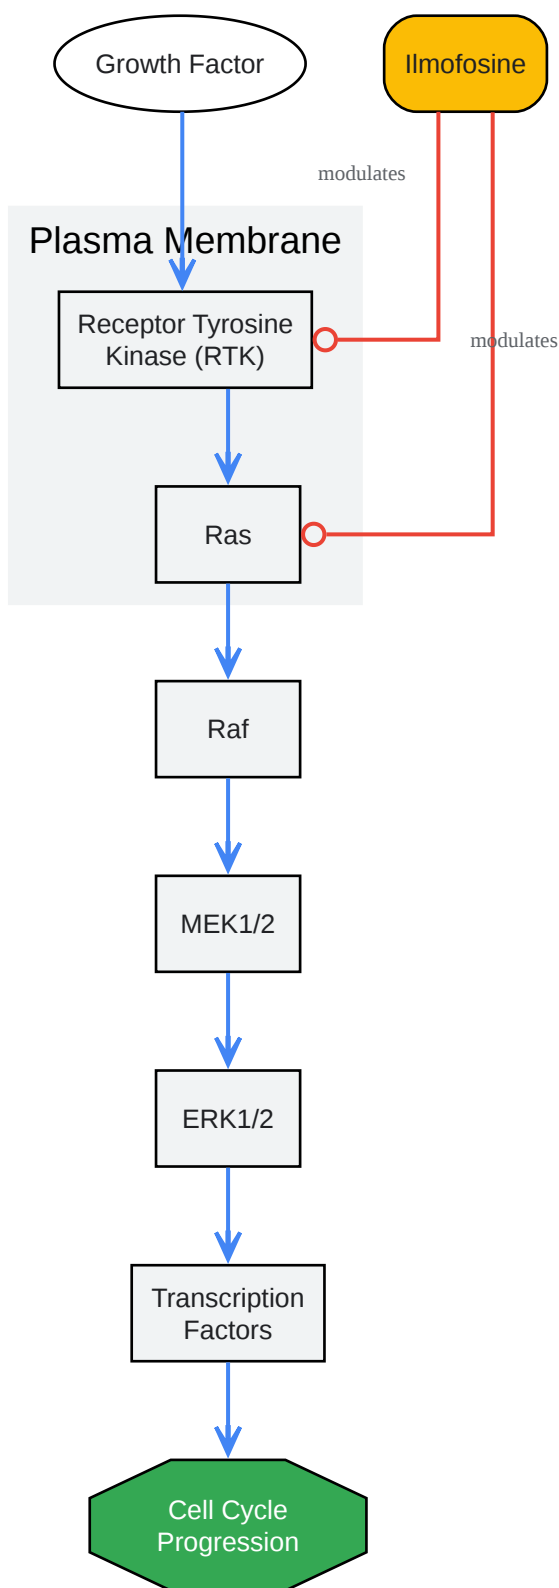 Growth Factor
Ilmofosine
modulates
Plasma Membrane
Receptor Tyrosine
Kinase (RTK)
modulates
Ras
Raf
MEK1/2
ERK1/2
Transcription
Factors
Cell Cycle
Progression